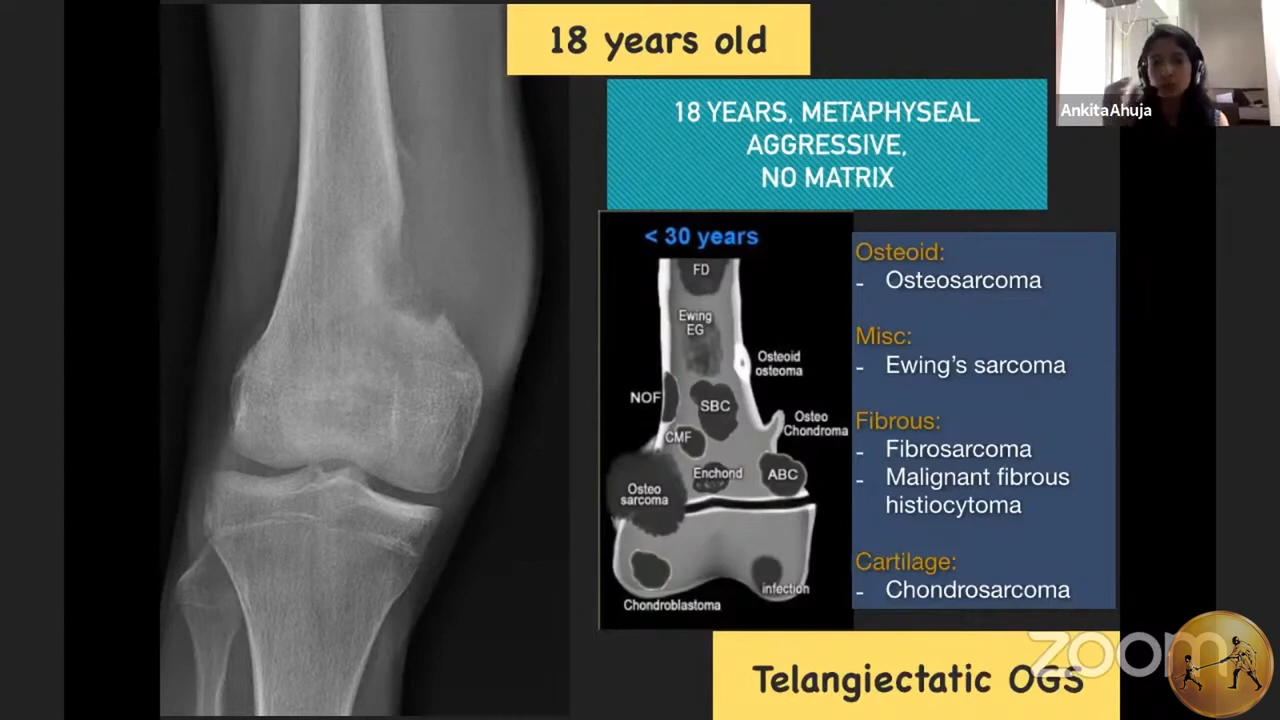 18 years old
AnkitaAhuja
18 YEARS, METAPHYSEAL
AGGRESSIVE,
NO MATRIX
< 30 years
FD
Ewing
EG
Osteoid
osteoma
NOF
SBC
Osteo
Chondroma
CMF
Enchond
ABC
Osteo
sarcoma
infection
Chondroblastoma
Osteoid:
- Osteosarcoma
Misc:
- Ewing's sarcoma
Fibrous:
- Fibrosarcoma
- Malignant fibrous
histiocytoma
Cartilage:
- Chondrosarcoma
Telangiectatic OGS
zoom